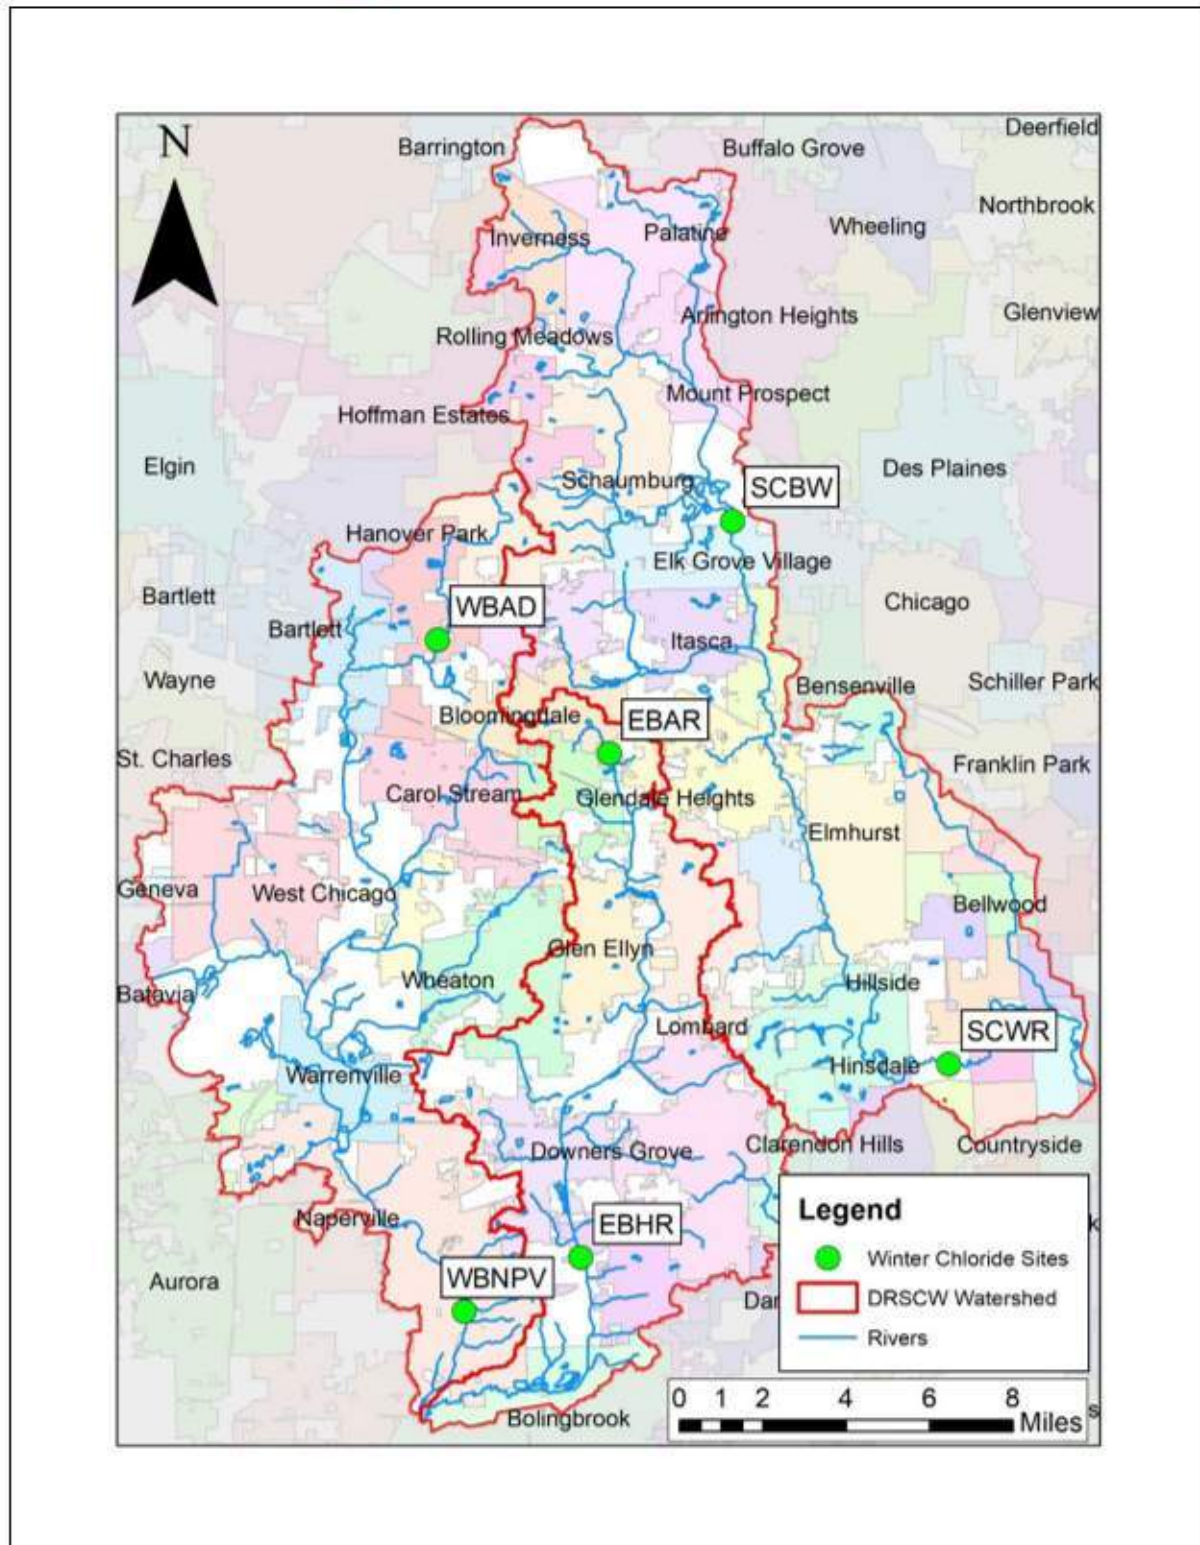 N
Barrington
Buffalo Grove
Deerfield
Northbrook
Inverness
Palatine
Wheeling
Rolling Meadows
Arlington Heights
Glenview
Hoffman Estates
Mount Prospect
Elgin
Schaumburg
SCBW
Des Plaines
Hanover Park
Elk Grove Village
Bartlett
WBAD
Chicago
Bartlett
Itasca
Wayne
Bensenville
Schiller Park
Bloomingdale
EBAR
St. Charles
Franklin Park
Carol Stream
Glendale Heights
Elmhurst
Geneva
West Chicago
Bellwood
Glen Ellyn
Wheaton
Hillside
Batavia
Lombard
SCWR
Warrenville
Hinsdale
Downers Grove
Clarendon Hills
Countryside
Naperville
EBHR
Aurora
WBNPV
Dar
Bolingbrook
Legend
Winter Chloride Sites
DRSCW Watershed
Rivers
k
0 1 2 4 6 8
Miles
s